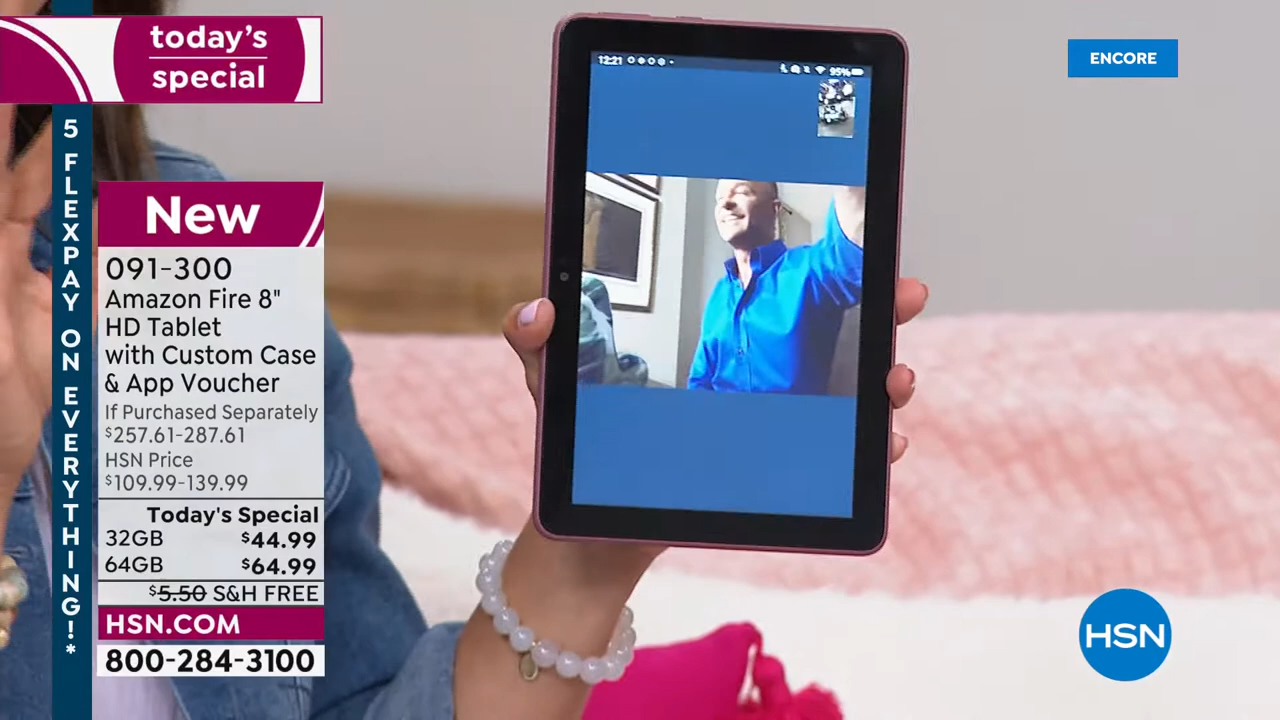 today's
special
ENCORE
5 FLEXPAY ON EVERYTHING!*
New
091-300
Amazon Fire 8"
HD Tablet
with Custom Case
& App Voucher
If Purchased Separately
$257.61-287.61
HSN Price
$109.99-139.99
Today's Special
32GB $44.99
64GB $64.99
$5.50 S&H FREE
HSN.COM
800-284-3100
12:21
95%
HSN